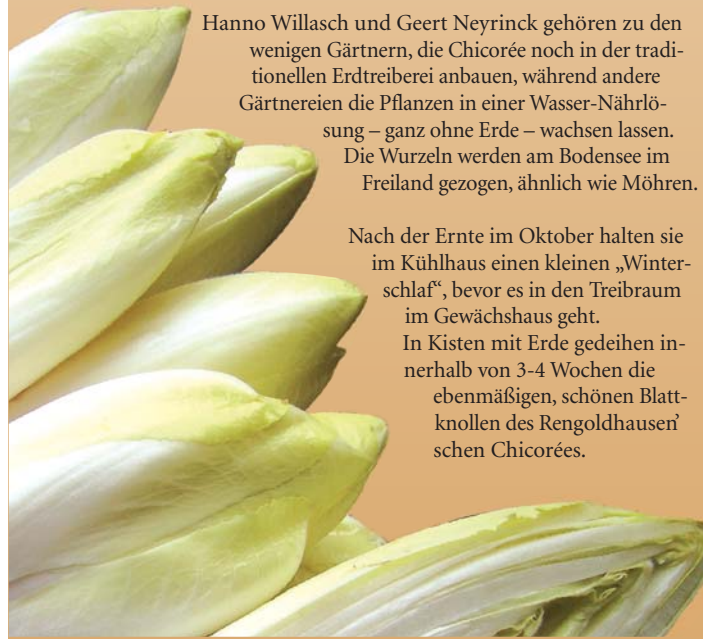 Hanno Willasch und Geert Neyrinck gehören zu den
wenigen Gärtnern, die Chicorée noch in der tradi-
tionellen Erdtreiberei anbauen, während andere
Gärtnereien die Pflanzen in einer Wasser-Nährlö-
sung – ganz ohne Erde – wachsen lassen.
Die Wurzeln werden am Bodensee im
Freiland gezogen, ähnlich wie Möhren.
Nach der Ernte im Oktober halten sie
im Kühlhaus einen kleinen „Winter-
schlaf“, bevor es in den Treibraum
im Gewächshaus geht.
In Kisten mit Erde gedeihen in-
nerhalb von 3-4 Wochen die
ebenmäßigen, schönen Blatt-
knollen des Rengoldhausen’
schen Chicorées.